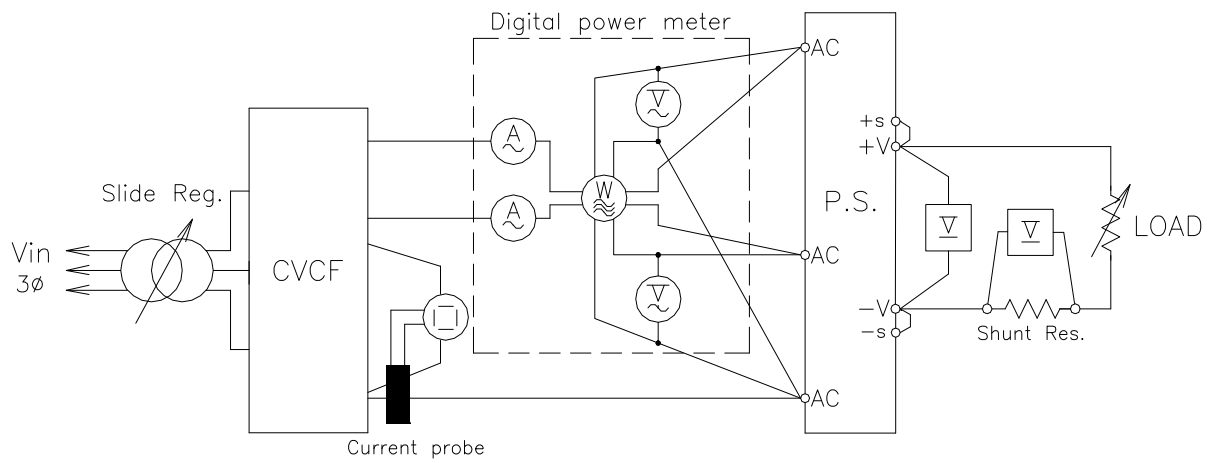 Digital power meter
AC
V
+s
A
+V
Slide Reg.
W
P.S.
A
V
V
LOAD
Vin
AC
3ø
CVCF
V
-V
-s
Shunt Res.
AC
Current probe